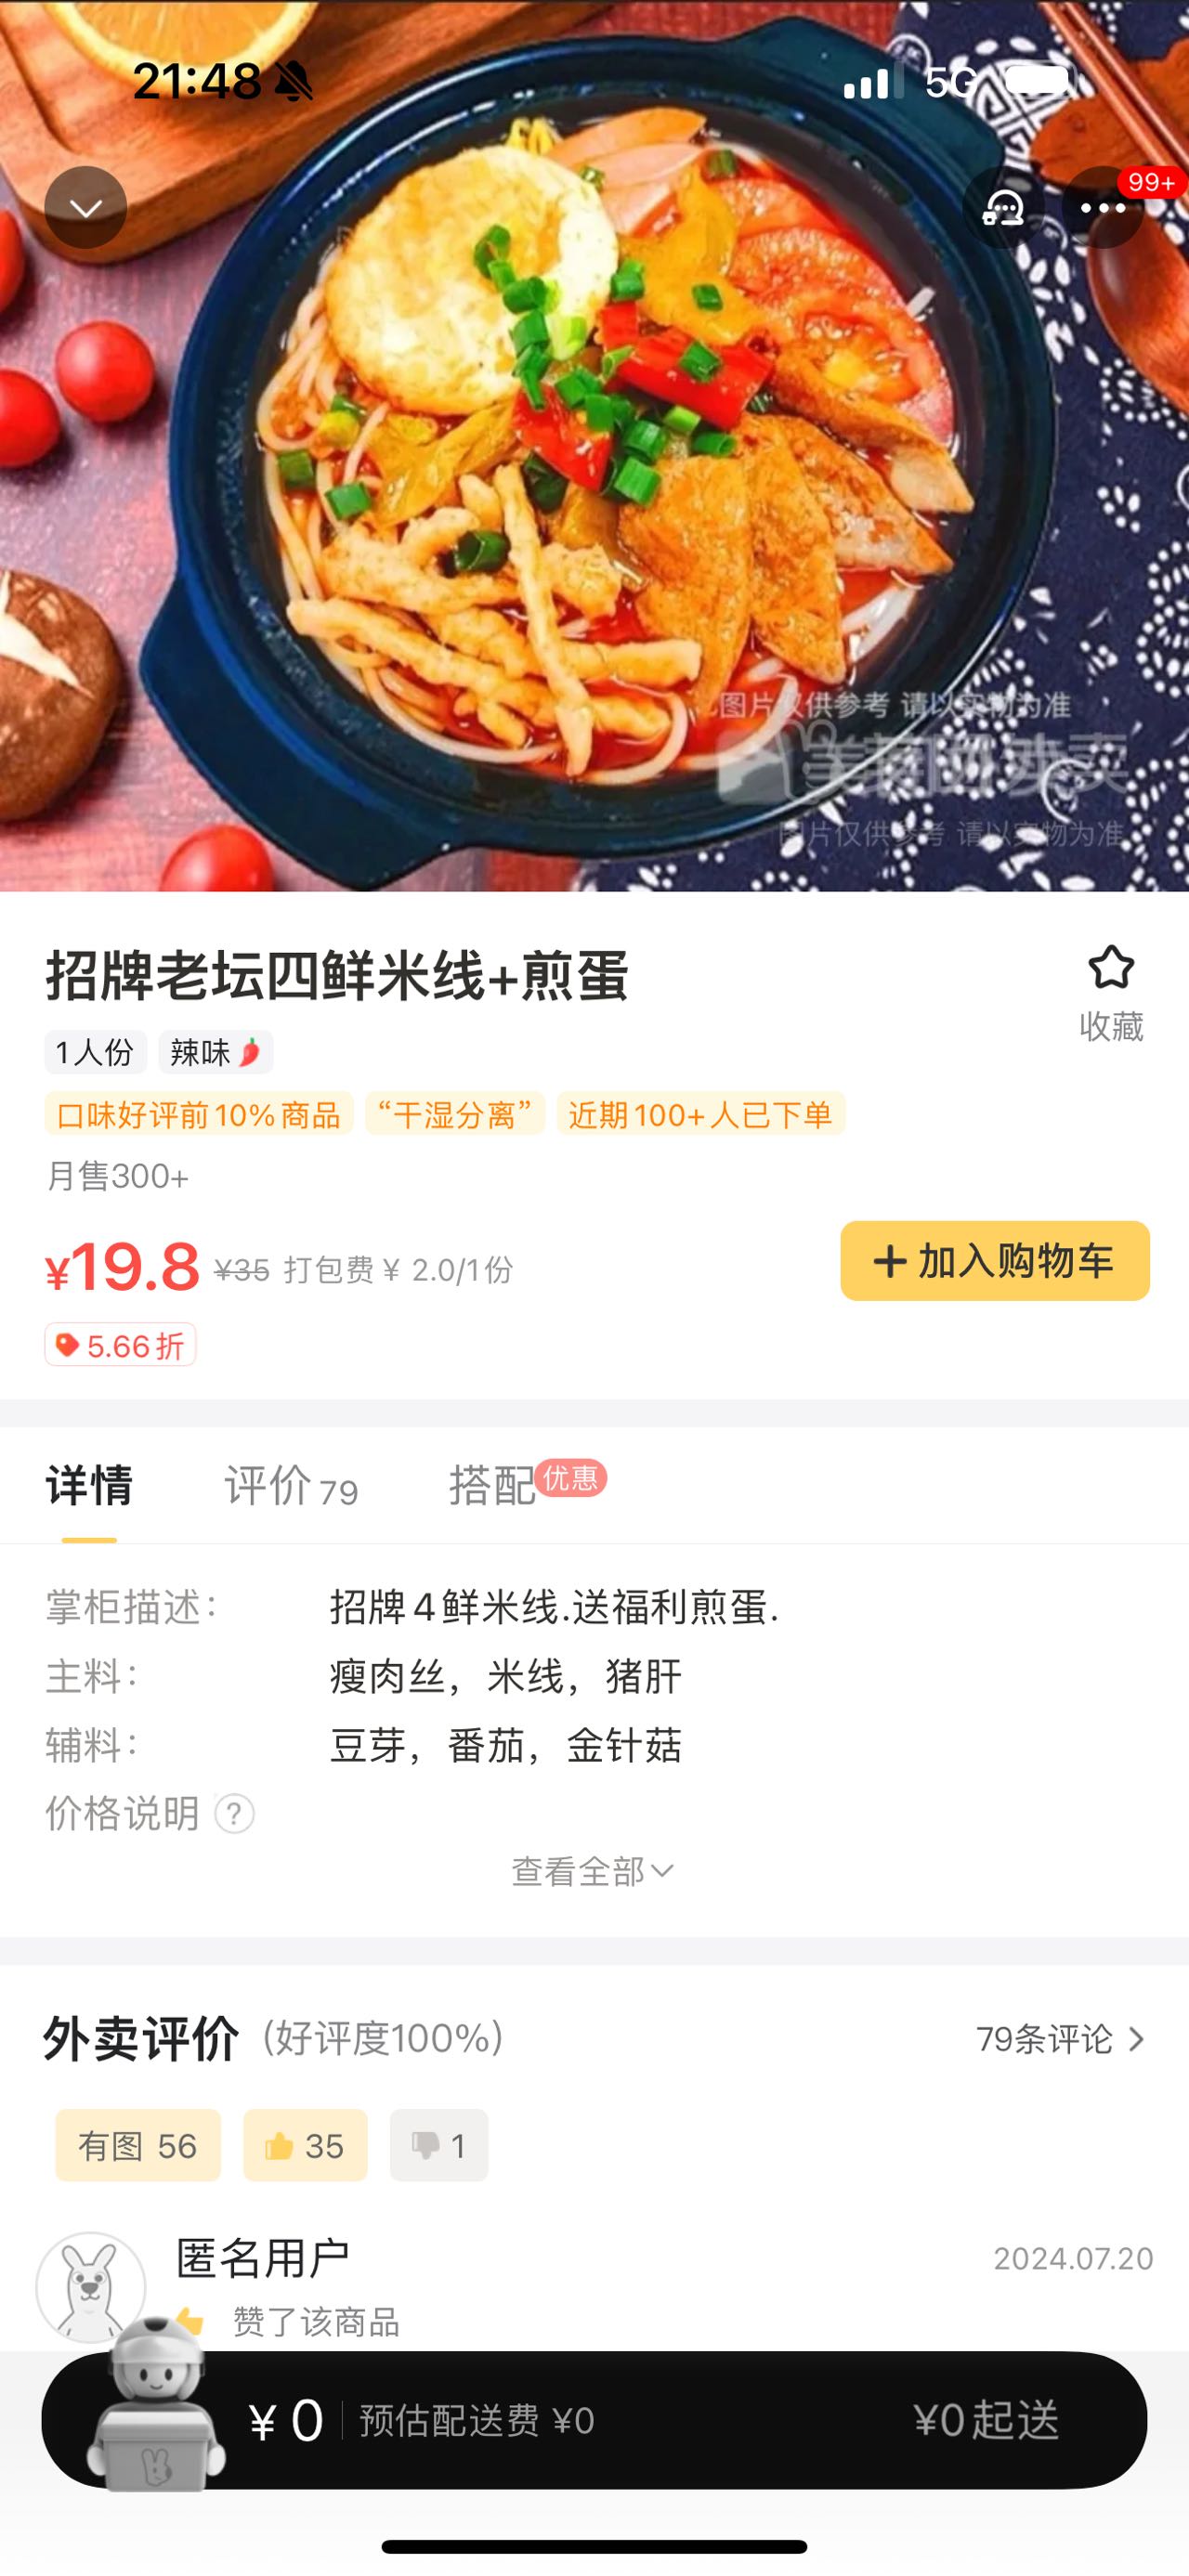 21:48
5G
99+
图片仅供参考 请以实物为准
美团外卖
图片仅供参考 请以实物为准
招牌老坛四鲜米线+煎蛋
收藏
1人份 辣味
口味好评前10%商品 “干湿分离” 近期100+人已下单
月售300+
¥19.8 ¥35 打包费¥ 2.0/1份
+ 加入购物车
5.66折
详情 评价79 搭配 优惠
掌柜描述: 招牌4鲜米线.送福利煎蛋.
主料: 瘦肉丝，米线，猪肝
辅料: 豆芽，番茄，金针菇
价格说明 ?
查看全部
外卖评价 (好评度100%) 79条评论
有图 56 35 1
匿名用户 2024.07.20
赞了该商品
¥0 预估配送费 ¥0 ¥0起送